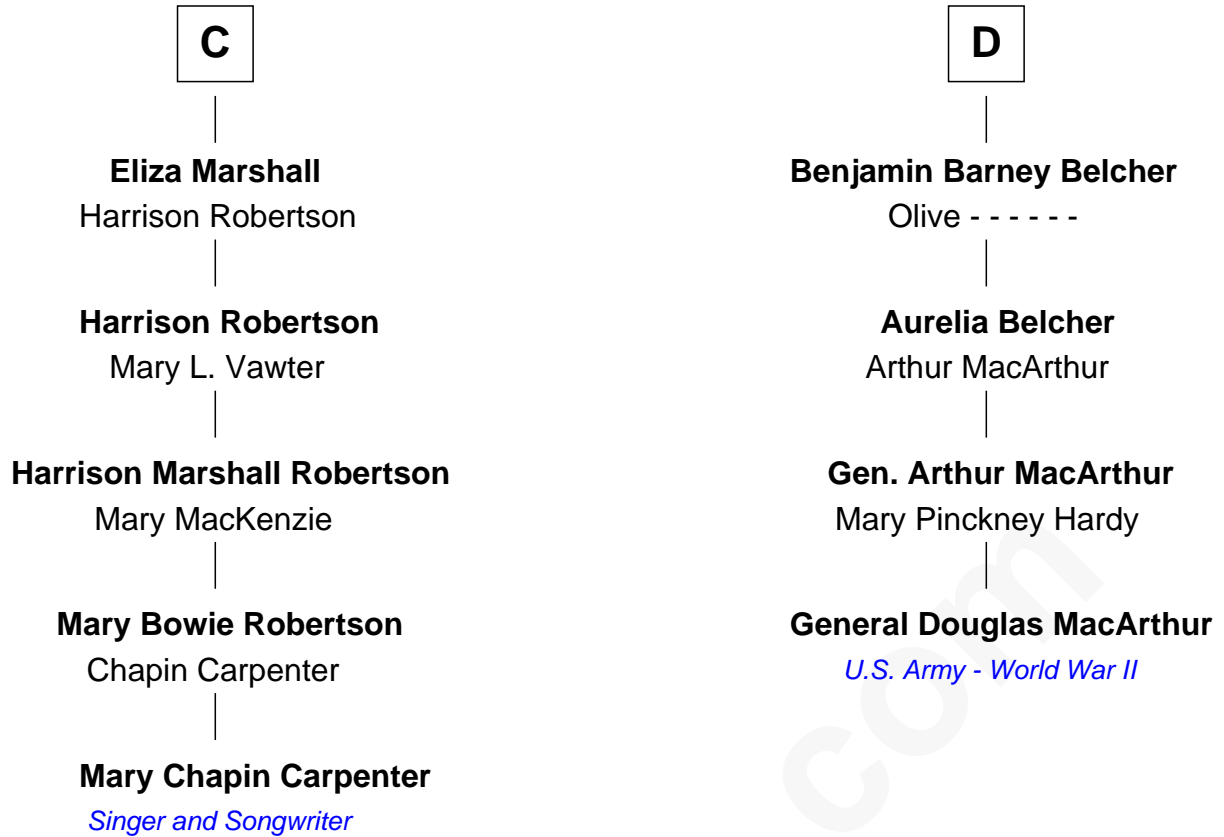 C
Eliza Marshall
Harrison Robertson
Harrison Robertson
Mary L. Vawter
Harrison Marshall Robertson
Mary MacKenzie
Mary Bowie Robertson
Chapin Carpenter
Mary Chapin Carpenter
Singer and Songwriter
D
Benjamin Barney Belcher
Olive - - - - - -
Aurelia Belcher
Arthur MacArthur
Gen. Arthur MacArthur
Mary Pinckney Hardy
General Douglas MacArthur
U.S. Army - World War II
com